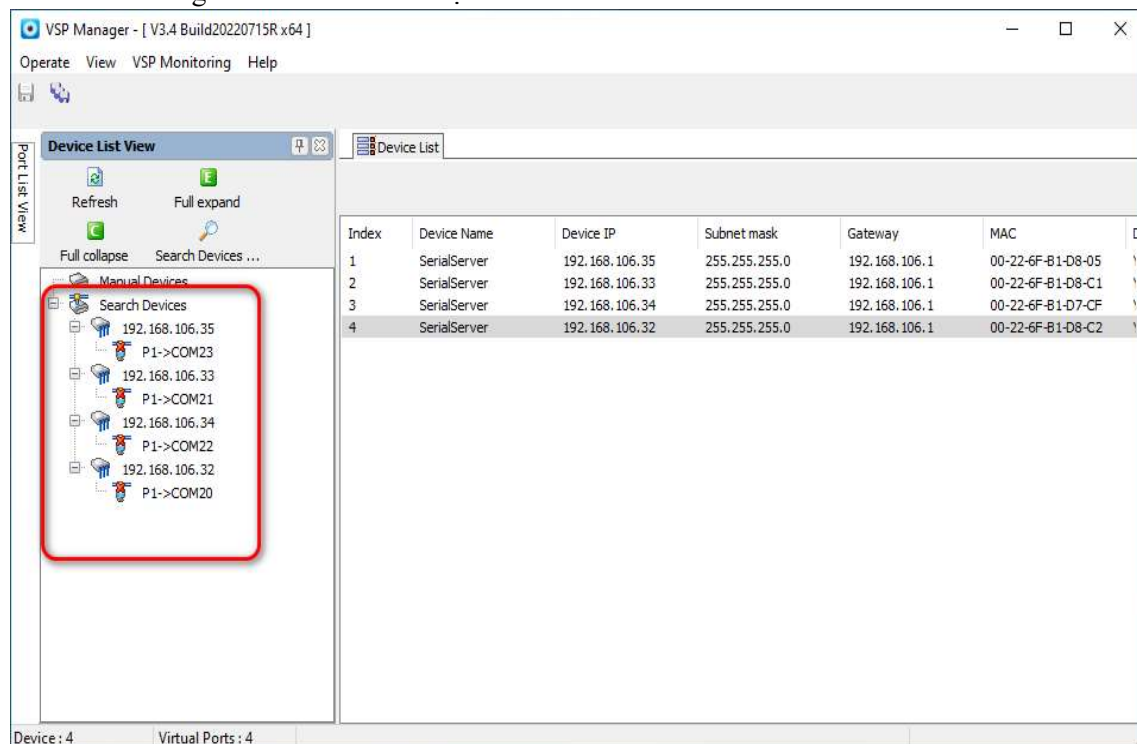 VSP Manager - [ V3.4 Build20220715R x64 ]
Operate View VSP Monitoring Help
Port List View
Device List View
Refresh Full expand
Full collapse Search Devices ...
Manual Devices
Search Devices
192.168.106.35
P1->COM23
192.168.106.33
P1->COM21
192.168.106.34
P1->COM22
192.168.106.32
P1->COM20
Device List
Index Device Name Device IP Subnet mask Gateway MAC
1 SerialServer 192.168.106.35 255.255.255.0 192.168.106.1 00-22-6F-B1-D8-05
2 SerialServer 192.168.106.33 255.255.255.0 192.168.106.1 00-22-6F-B1-D8-C1
3 SerialServer 192.168.106.34 255.255.255.0 192.168.106.1 00-22-6F-B1-D7-CF
4 SerialServer 192.168.106.32 255.255.255.0 192.168.106.1 00-22-6F-B1-D8-C2
Device : 4 Virtual Ports : 4